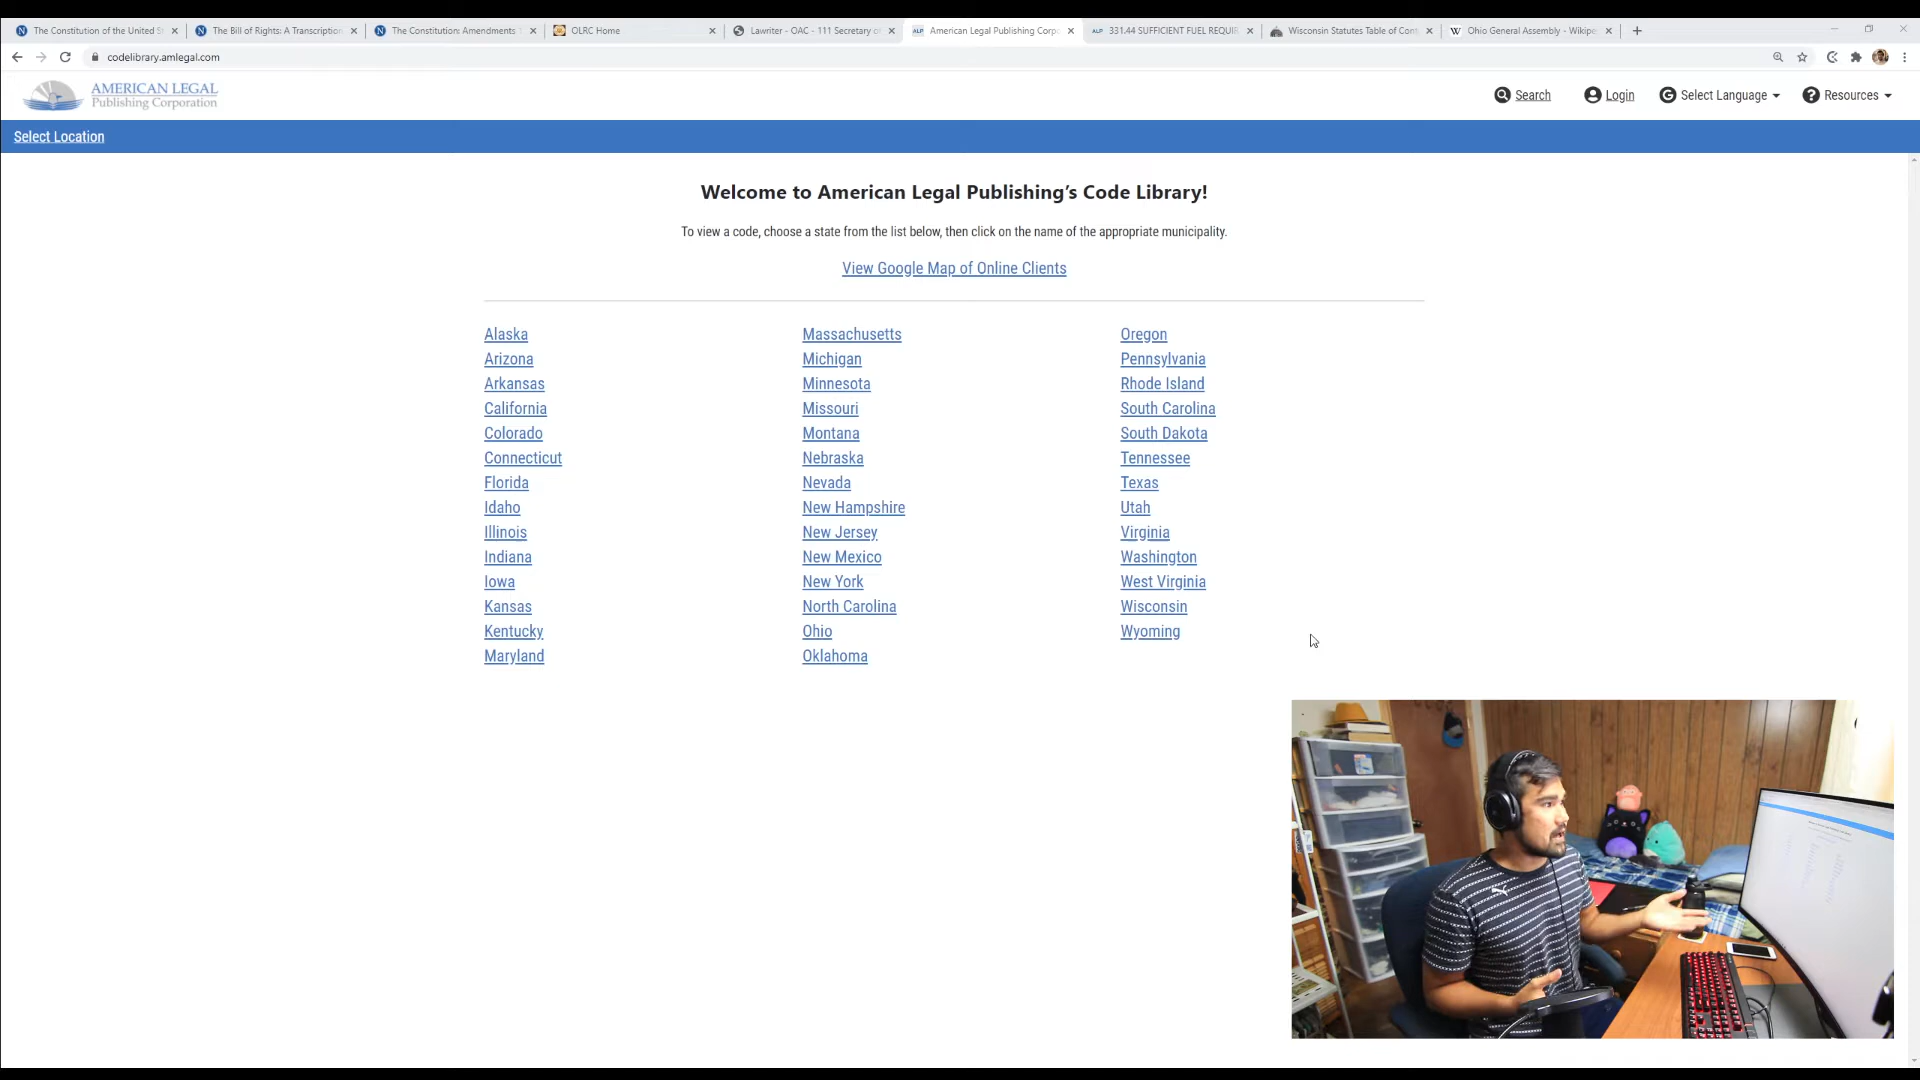 The Constitution of the United St
The Bill of Rights: A Transcription
The Constitution: Amendments
OLRC Home
Lawriter - OAC - 111 Secretary o
American Legal Publishing Corpo
331.44 SUFFICIENT FUEL REQUIR
Wisconsin Statutes Table of Cont
Ohio General Assembly - Wikipe
codelibrary.amlegal.com
AMERICAN LEGAL
Publishing Corporation
Search
Login
Select Language
Resources
Select Location
Welcome to American Legal Publishing's Code Library!
To view a code, choose a state from the list below, then click on the name of the appropriate municipality.
View Google Map of Online Clients
Alaska
Arizona
Arkansas
California
Colorado
Connecticut
Florida
Idaho
Illinois
Indiana
Iowa
Kansas
Kentucky
Maryland
Massachusetts
Michigan
Minnesota
Missouri
Montana
Nebraska
Nevada
New Hampshire
New Jersey
New Mexico
New York
North Carolina
Ohio
Oklahoma
Oregon
Pennsylvania
Rhode Island
South Carolina
South Dakota
Tennessee
Texas
Utah
Virginia
Washington
West Virginia
Wisconsin
Wyoming